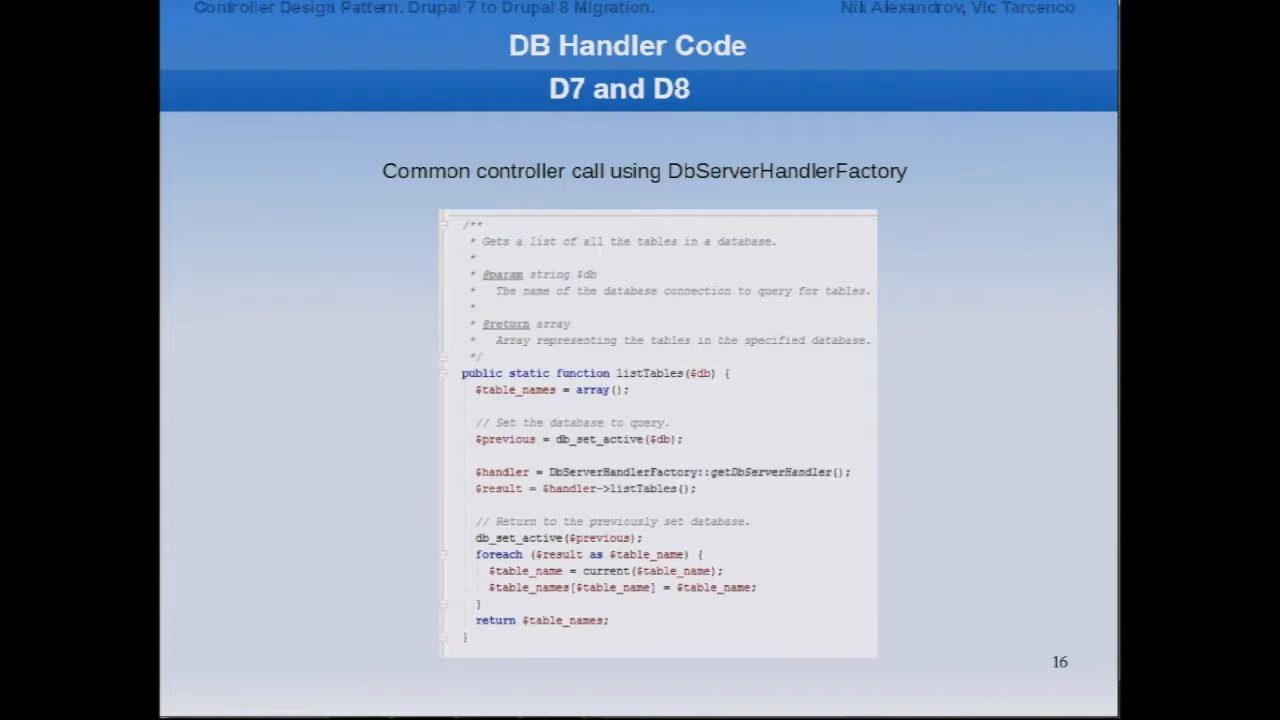 Controller Design Pattern. Drupal 7 to Drupal 8 Migration. Nik Alexandrov, Vic Tarcenco
DB Handler Code
D7 and D8
Common controller call using DbServerHandlerFactory
/**
* Gets a list of all the tables in a database.
*
* @param string $db
* The name of the database connection to query for tables.
*
* @return array
* Array representing the tables in the specified database.
*/
public static function listTables($db) {
$table_names = array();
// Set the database to query.
$previous = db_set_active($db);
$handler = DbServerHandlerFactory::getDbServerHandler();
$result = $handler->listTables();
// Return to the previously set database.
db_set_active($previous);
foreach ($result as $table_name) {
$table_name = current($table_name);
$table_names[$table_name] = $table_name;
}
return $table_names;
}
16